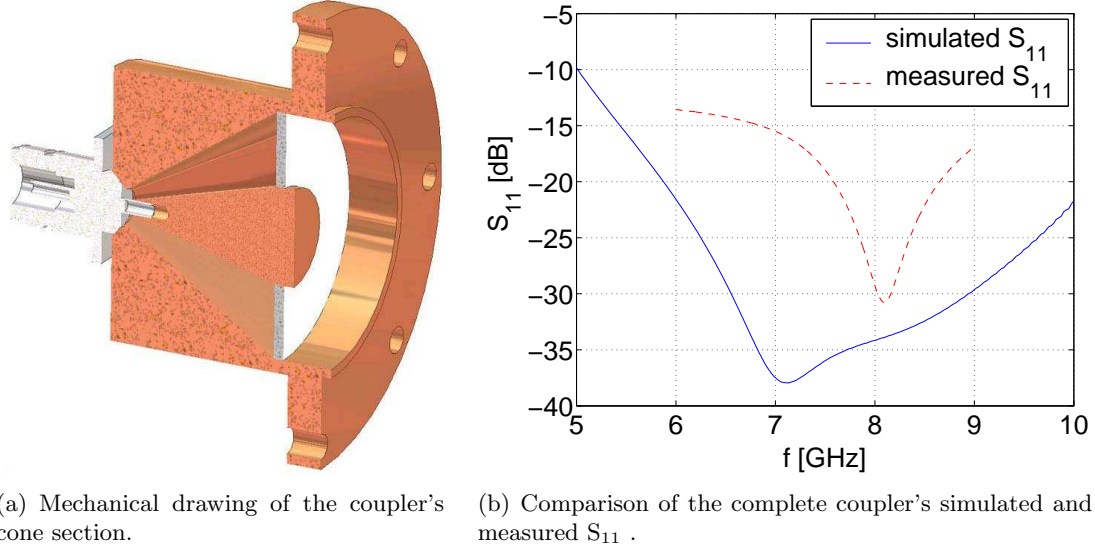 −5
−10
−15
−20
−25
−30
−35
−40
S11 [dB]
simulated S11
measured S11
5 6 7 8 9 10
f [GHz]
(a) Mechanical drawing of the coupler's
cone section.
(b) Comparison of the complete coupler's simulated and
measured S11 .